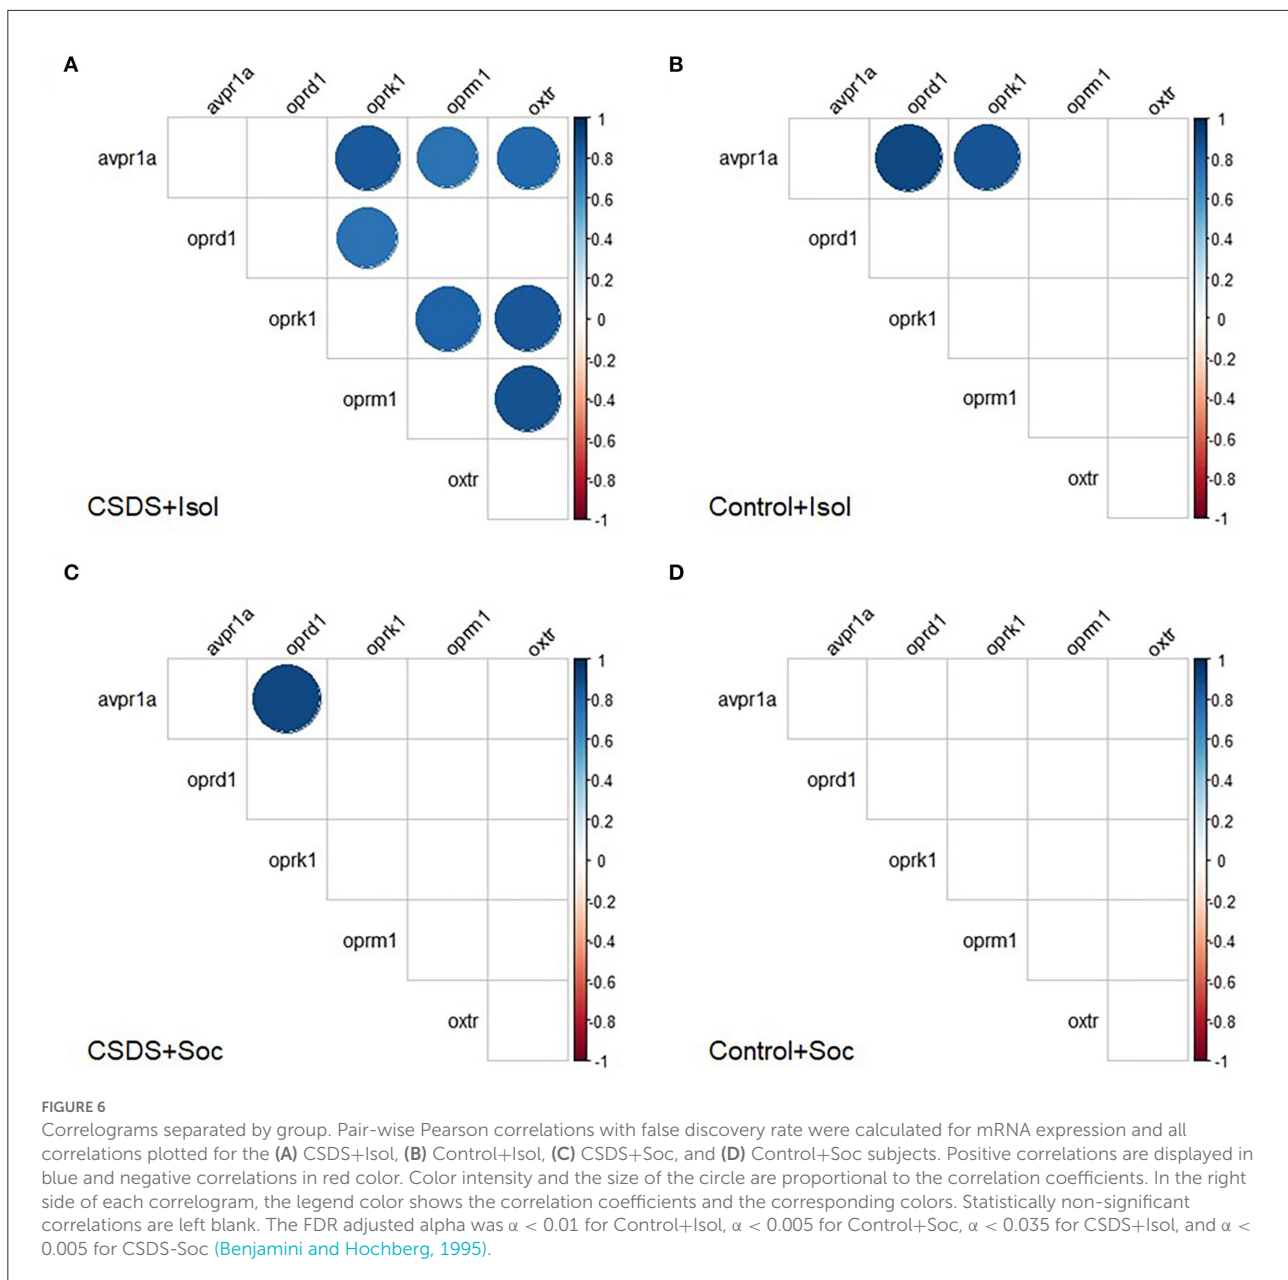 A
avpr1a oprd1 oprk1 oprm1 oxtr
avpr1a
oprd1
oprk1
oprm1
oxtr
1
0.8
0.6
0.4
0.2
0
-0.2
-0.4
-0.6
-0.8
-1
CSDS+Isol
B
avpr1a oprd1 oprk1 oprm1 oxtr
avpr1a
oprd1
oprk1
oprm1
oxtr
1
0.8
0.6
0.4
0.2
0
-0.2
-0.4
-0.6
-0.8
-1
Control+Isol
C
avpr1a oprd1 oprk1 oprm1 oxtr
avpr1a
oprd1
oprk1
oprm1
oxtr
1
0.8
0.6
0.4
0.2
0
-0.2
-0.4
-0.6
-0.8
-1
CSDS+Soc
D
avpr1a oprd1 oprk1 oprm1 oxtr
avpr1a
oprd1
oprk1
oprm1
oxtr
1
0.8
0.6
0.4
0.2
0
-0.2
-0.4
-0.6
-0.8
-1
Control+Soc
FIGURE 6
Correlograms separated by group. Pair-wise Pearson correlations with false discovery rate were calculated for mRNA expression and all
correlations plotted for the (A) CSDS+Isol, (B) Control+Isol, (C) CSDS+Soc, and (D) Control+Soc subjects. Positive correlations are displayed in
blue and negative correlations in red color. Color intensity and the size of the circle are proportional to the correlation coefficients. In the right
side of each correlogram, the legend color shows the correlation coefficients and the corresponding colors. Statistically non-significant
correlations are left blank. The FDR adjusted alpha was α < 0.01 for Control+Isol, α < 0.005 for Control+Soc, α < 0.035 for CSDS+Isol, and α <
0.005 for CSDS-Soc (Benjamini and Hochberg, 1995).